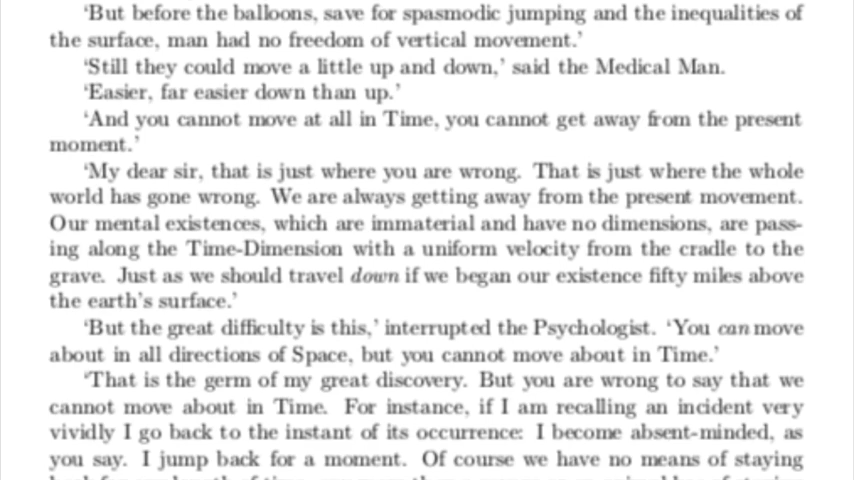 ‘But before the balloons, save for spasmodic jumping and the inequalities of
the surface, man had no freedom of vertical movement.’
‘Still they could move a little up and down,’ said the Medical Man.
‘Easier, far easier down than up.’
‘And you cannot move at all in Time, you cannot get away from the present
moment.’
‘My dear sir, that is just where you are wrong. That is just where the whole
world has gone wrong. We are always getting away from the present movement.
Our mental existences, which are immaterial and have no dimensions, are pass-
ing along the Time-Dimension with a uniform velocity from the cradle to the
grave. Just as we should travel down if we began our existence fifty miles above
the earth’s surface.’
‘But the great difficulty is this,’ interrupted the Psychologist. ‘You can move
about in all directions of Space, but you cannot move about in Time.’
‘That is the germ of my great discovery. But you are wrong to say that we
cannot move about in Time. For instance, if I am recalling an incident very
vividly I go back to the instant of its occurrence: I become absent-minded, as
you say. I jump back for a moment. Of course we have no means of staying